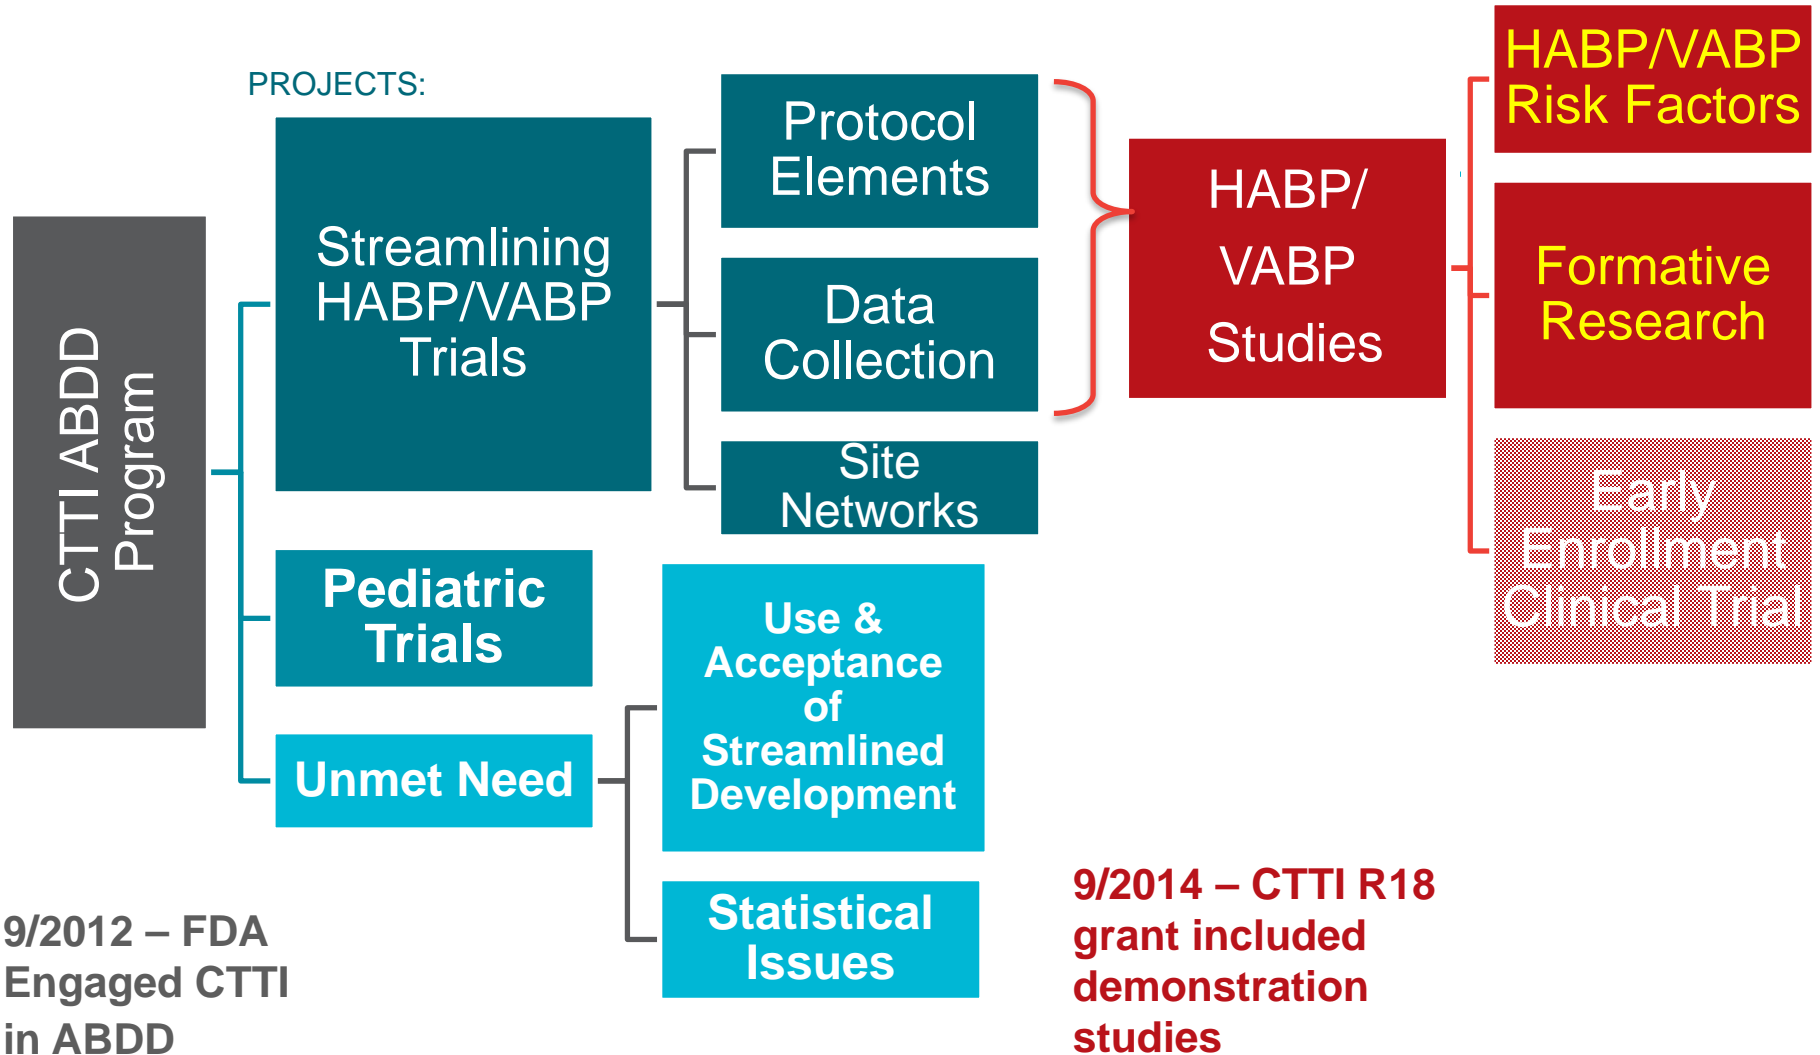 PROJECTS:
CTTI ABDD
Program
Streamlining
HABP/VABP
Trials
Pediatric
Trials
Unmet Need
Protocol
Elements
Data
Collection
Site
Networks
Use &
Acceptance
of
Streamlined
Development
Statistical
Issues
HABP/
VABP
Studies
HABP/VABP
Risk Factors
Formative
Research
Early
Enrollment
Clinical Trial
9/2012 – FDA
Engaged CTTI
in ABDD
9/2014 – CTTI R18
grant included
demonstration
studies